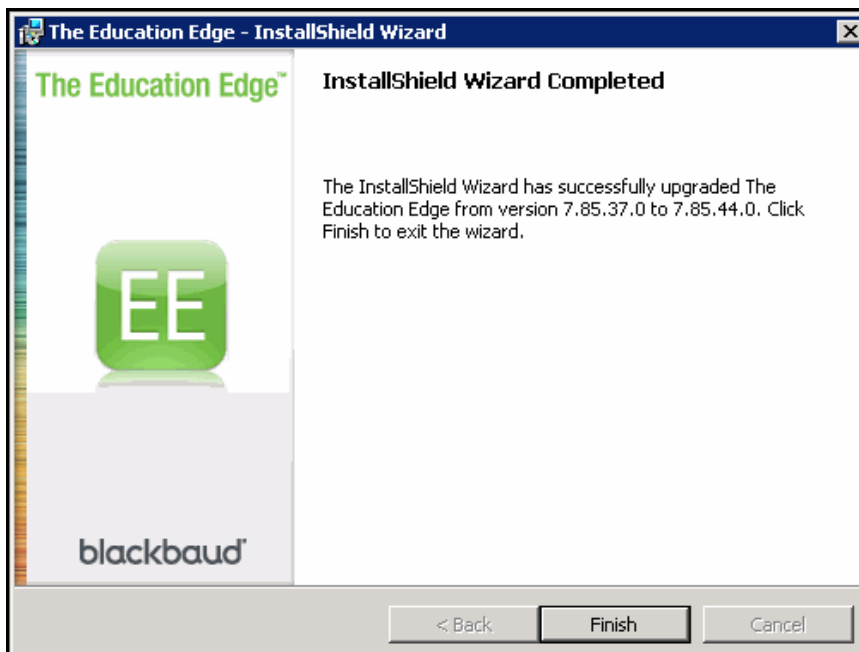 The Education Edge - InstallShield Wizard
The Education Edge™
InstallShield Wizard Completed
The InstallShield Wizard has successfully upgraded The
Education Edge from version 7.85.37.0 to 7.85.44.0. Click
Finish to exit the wizard.
EE
blackbaud®
< Back
Finish
Cancel